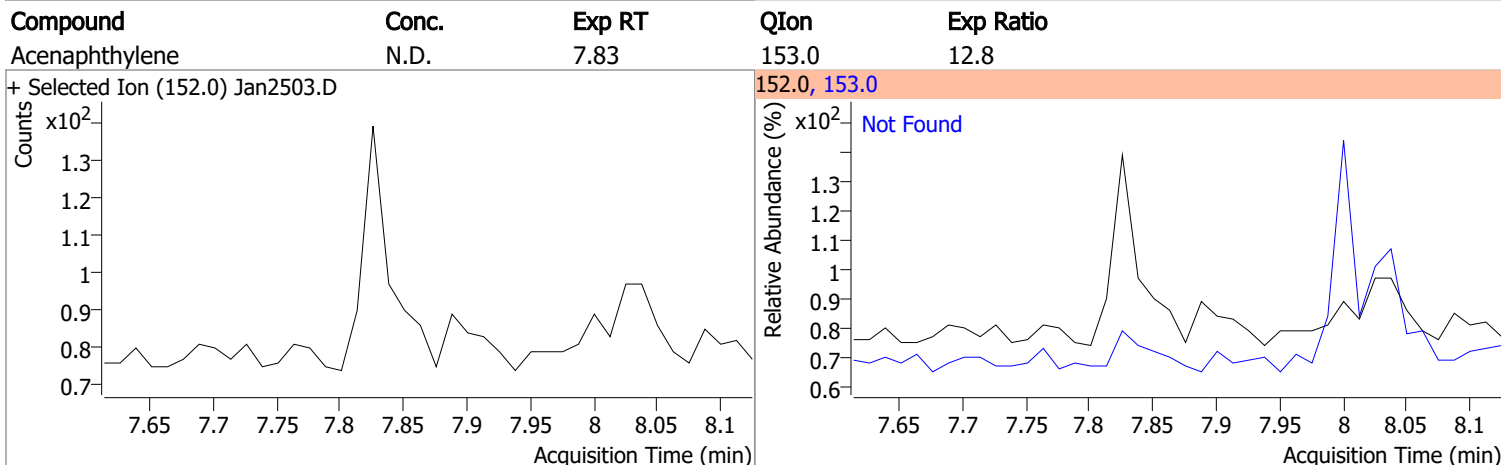 Compound Conc. Exp RT QIon Exp Ratio
Acenaphthylene N.D. 7.83 153.0 12.8
+ Selected Ion (152.0) Jan2503.D
Counts
x10²
1.3
1.2
1.1
1
0.9
0.8
0.7
7.65 7.7 7.75 7.8 7.85 7.9 7.95 8 8.05 8.1
Acquisition Time (min)
152.0, 153.0
Relative Abundance (%)
x10²
Not Found
1.3
1.2
1.1
1
0.9
0.8
0.7
0.6
7.65 7.7 7.75 7.8 7.85 7.9 7.95 8 8.05 8.1
Acquisition Time (min)